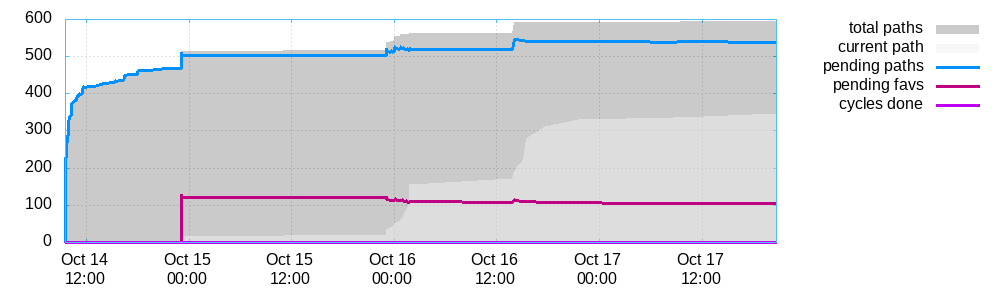 600
500
400
300
200
100
0
Oct 14 Oct 15 Oct 15 Oct 16 Oct 16 Oct 17 Oct 17
12:00 00:00 12:00 00:00 12:00 00:00 12:00
total paths
current path
pending paths
pending favs
cycles done